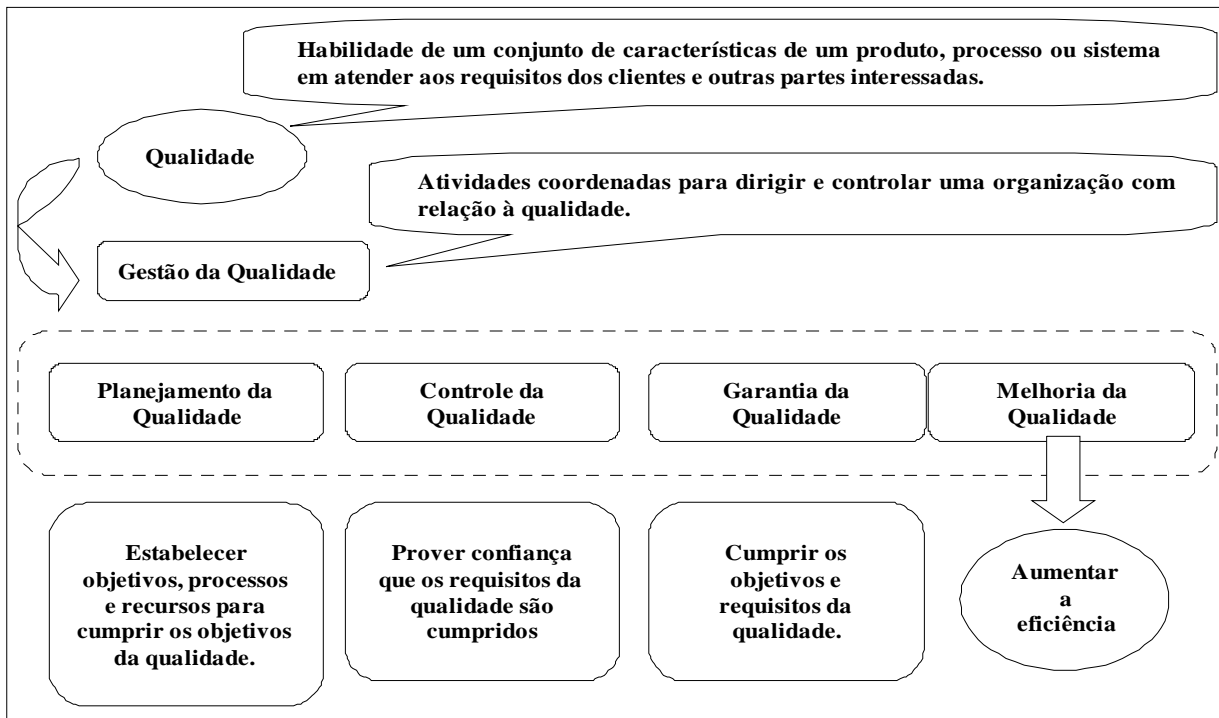 Habilidade de um conjunto de características de um produto, processo ou sistema
em atender aos requisitos dos clientes e outras partes interessadas.
Qualidade
Atividades coordenadas para dirigir e controlar uma organização com
relação à qualidade.
Gestão da Qualidade
Planejamento da
Qualidade
Controle da
Qualidade
Garantia da
Qualidade
Melhoria da
Qualidade
Estabelecer
objetivos, processos
e recursos para
cumprir os objetivos
da qualidade.
Prover confiança
que os requisitos da
qualidade são
cumpridos
Cumprir os
objetivos e
requisitos da
qualidade.
Aumentar
a
eficiência